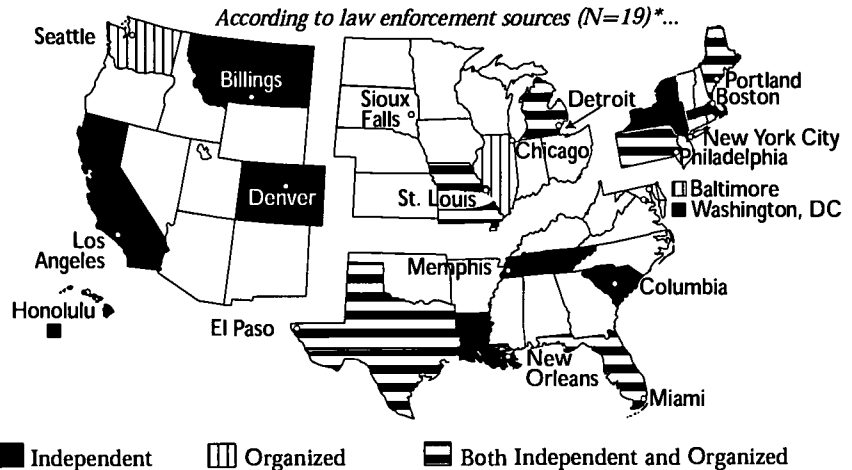 According to law enforcement sources (N=19)*...
Seattle
Billings
Sioux
Falls
Detroit
Portland
Boston
Chicago
New York City
Philadelphia
Denver
St. Louis
Baltimore
Washington, DC
Los
Angeles
Memphis
Columbia
Honolulu
El Paso
New
Orleans
Miami
Independent
Organized
Both Independent and Organized